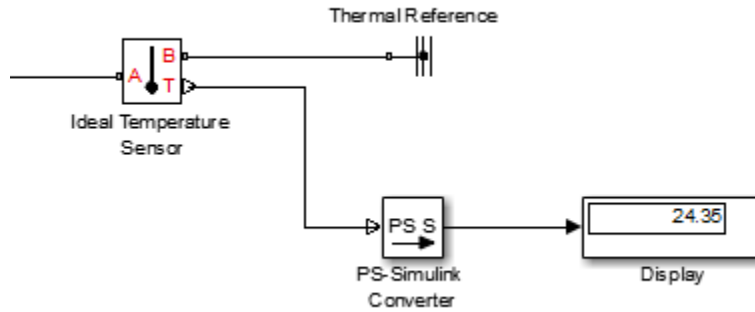 Thermal Reference
B
A
T
Ideal Temperature
Sensor
PS S
24.35
PS-Simulink
Converter
Display